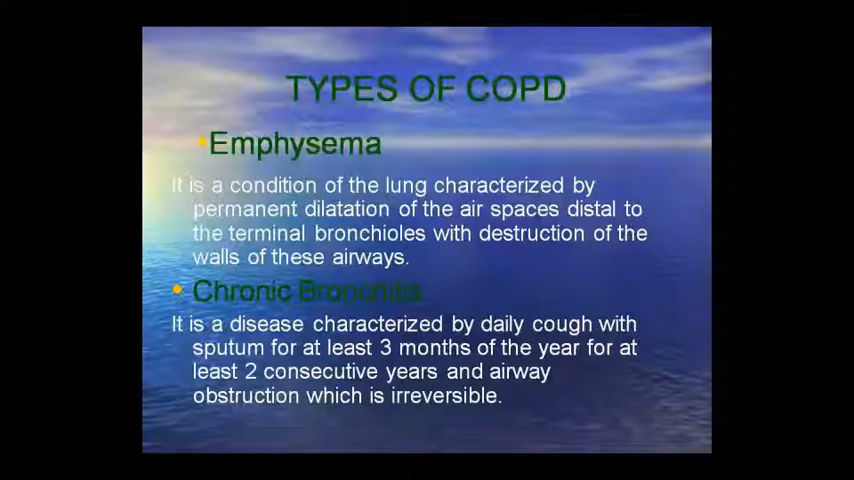 TYPES OF COPD
•Emphysema
It is a condition of the lung characterized by
permanent dilatation of the air spaces distal to
the terminal bronchioles with destruction of the
walls of these airways.
• Chronic Bronchitis
It is a disease characterized by daily cough with
sputum for at least 3 months of the year for at
least 2 consecutive years and airway
obstruction which is irreversible.